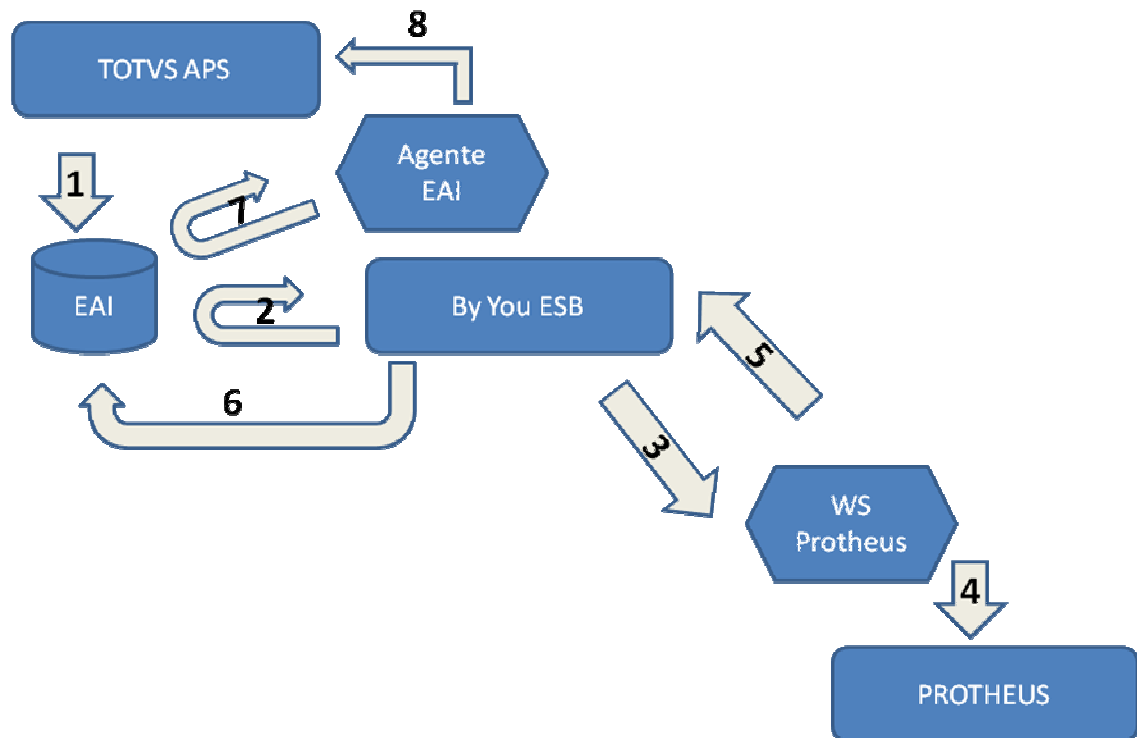 8
TOTVS APS
Agente
EAI
1
7
EAI
2
By You ESB
5
6
3
WS
Protheus
4
PROTHEUS